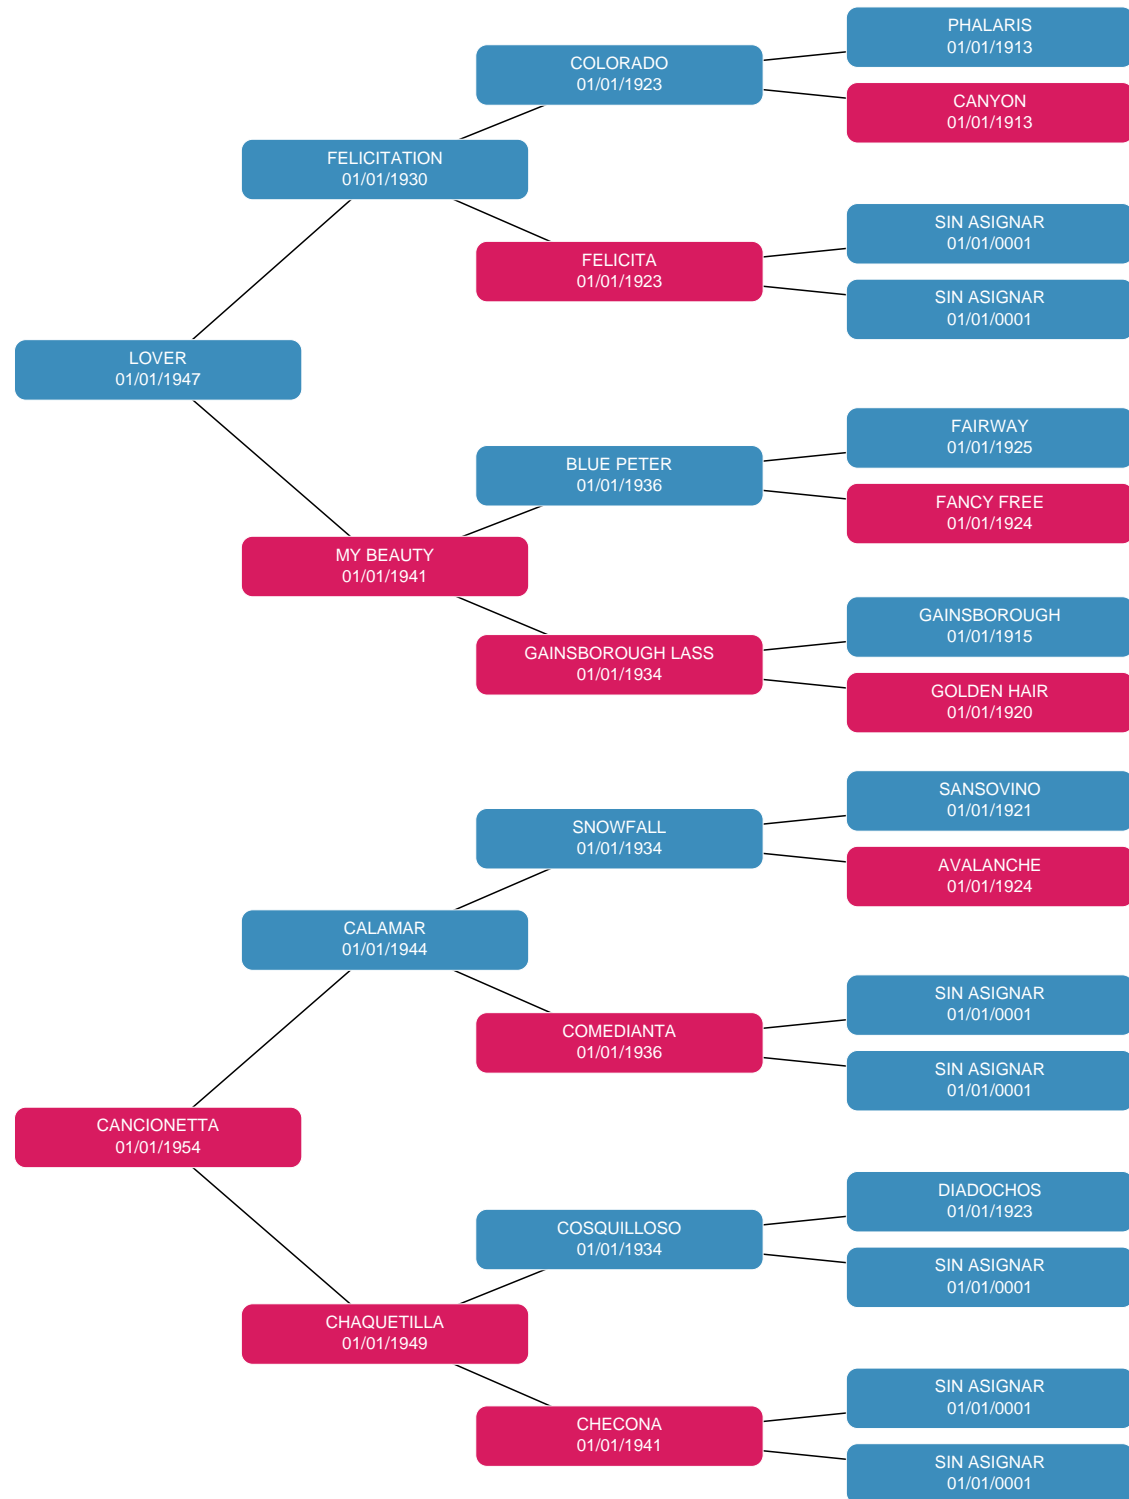 PHALARIS
01/01/1913
COLORADO
01/01/1923
CANYON
01/01/1913
FELICITATION
01/01/1930
SIN ASIGNAR
01/01/0001
FELICITA
01/01/1923
SIN ASIGNAR
01/01/0001
LOVER
01/01/1947
FAIRWAY
01/01/1925
BLUE PETER
01/01/1936
FANCY FREE
01/01/1924
MY BEAUTY
01/01/1941
GAINSBOROUGH
01/01/1915
GAINSBOROUGH LASS
01/01/1934
GOLDEN HAIR
01/01/1920
SANSOVINO
01/01/1921
SNOWFALL
01/01/1934
AVALANCHE
01/01/1924
CALAMAR
01/01/1944
SIN ASIGNAR
01/01/0001
COMEDIANTA
01/01/1936
SIN ASIGNAR
01/01/0001
CANCIONETTA
01/01/1954
DIADOCHOS
01/01/1923
COSQUILLOSO
01/01/1934
SIN ASIGNAR
01/01/0001
CHAQUETILLA
01/01/1949
SIN ASIGNAR
01/01/0001
CHECONA
01/01/1941
SIN ASIGNAR
01/01/0001